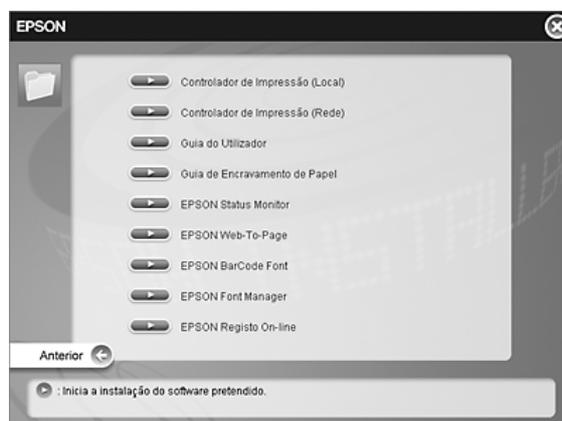 EPSON
Controlador de Impressão (Local)
Controlador de Impressão (Rede)
Guia do Utilizador
Guia de Encravamento de Papel
EPSON Status Monitor
EPSON Web-To-Page
EPSON BarCode Font
EPSON Font Manager
EPSON Registo On-line
Anterior
: Inicia a instalação do software pretendido.